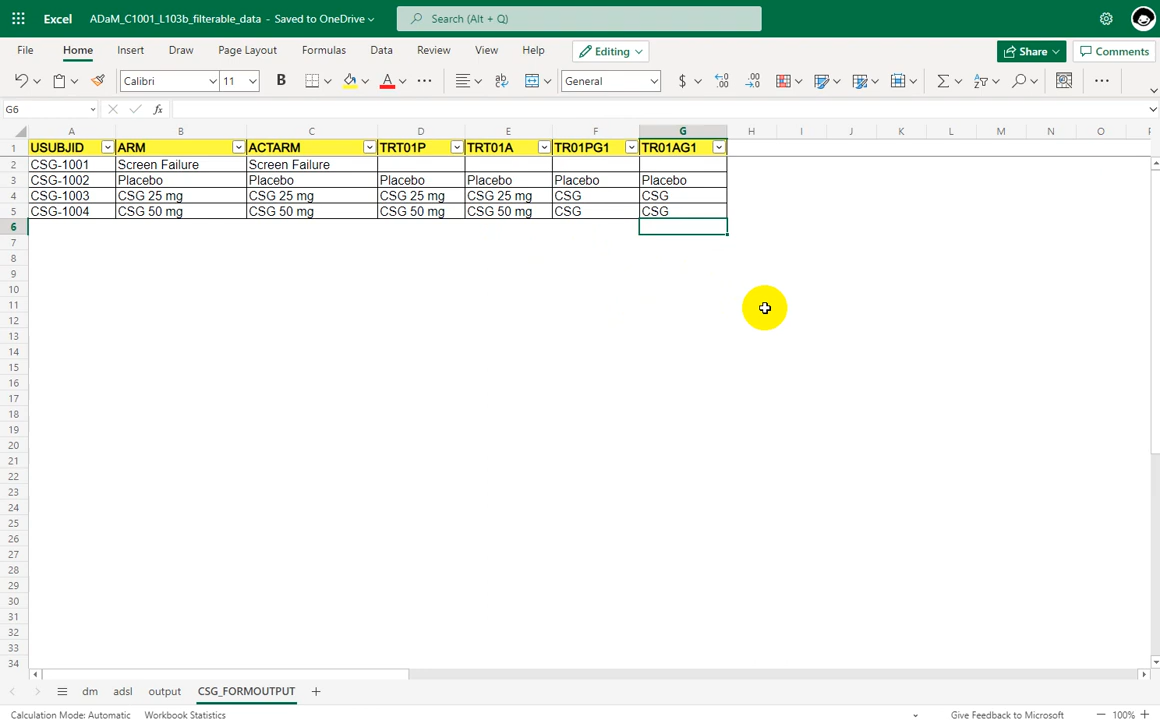 Excel ADaM_C1001_L103b_filterable_data - Saved to OneDrive Search (Alt + Q)
File Home Insert Draw Page Layout Formulas Data Review View Help Editing Share Comments
Calibri 11 B A ab General $ .00
G6 fx
A B C D E F G H I J K L M N O
1 USUBJID ARM ACTARM TRT01P TRT01A TR01PG1 TR01AG1
2 CSG-1001 Screen Failure Screen Failure
3 CSG-1002 Placebo Placebo Placebo Placebo Placebo Placebo
4 CSG-1003 CSG 25 mg CSG 25 mg CSG 25 mg CSG 25 mg CSG CSG
5 CSG-1004 CSG 50 mg CSG 50 mg CSG 50 mg CSG 50 mg CSG CSG
6
7
8
9
10
11
12
13
14
15
16
17
18
19
20
21
22
23
24
25
26
27
28
29
30
31
32
33
34
dm adsl output CSG_FORMOUTPUT +
Calculation Mode: Automatic Workbook Statistics Give Feedback to Microsoft 100%